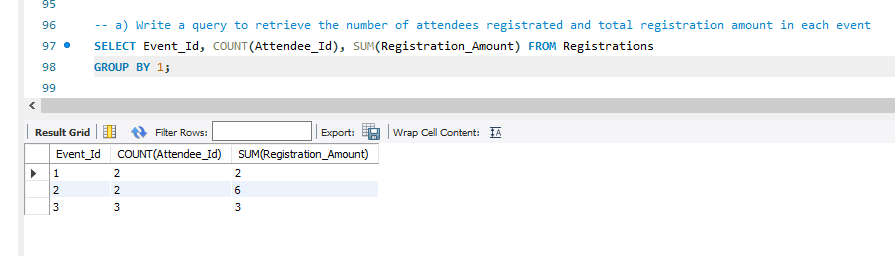 95
96 -- a) Write a query to retrieve the number of attendees registrated and total registration amount in each event
97 SELECT Event_Id, COUNT(Attendee_Id), SUM(Registration_Amount) FROM Registrations
98 GROUP BY 1;
99
Result Grid Filter Rows: Export: Wrap Cell Content: IA
Event_Id COUNT(Attendee_Id) SUM(Registration_Amount)
1 2 2
2 2 6
3 3 3